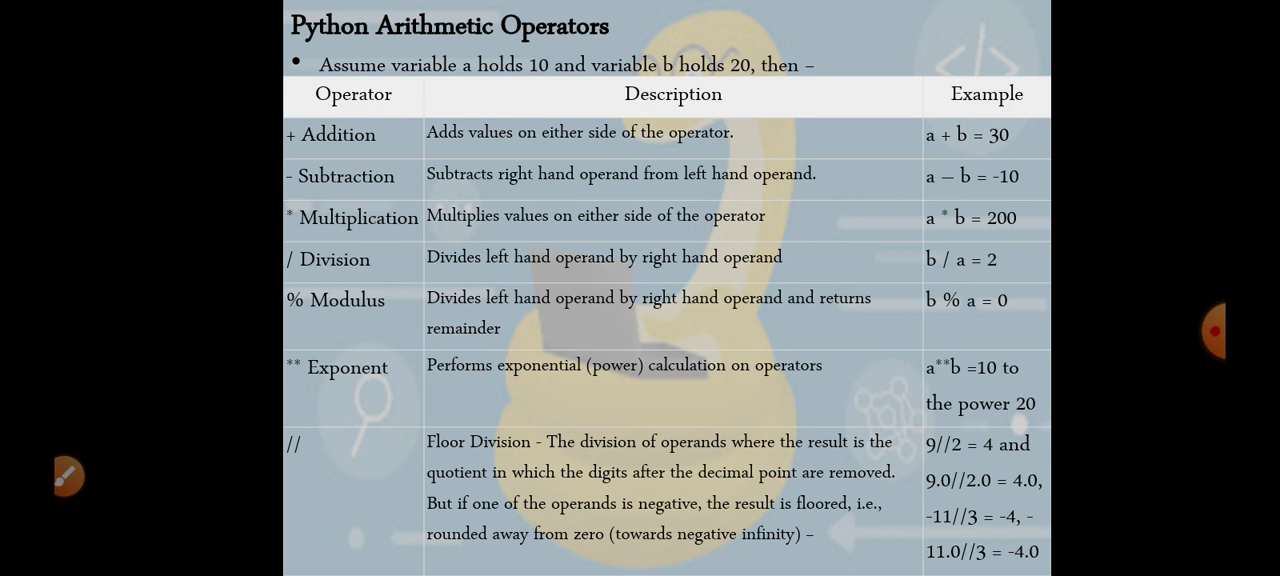 Python Arithmetic Operators
• Assume variable a holds 10 and variable b holds 20, then –
Operator Description Example
+ Addition Adds values on either side of the operator. a + b = 30
- Subtraction Subtracts right hand operand from left hand operand. a – b = -10
* Multiplication Multiplies values on either side of the operator a * b = 200
/ Division Divides left hand operand by right hand operand b / a = 2
% Modulus Divides left hand operand by right hand operand and returns b % a = 0
remainder
** Exponent Performs exponential (power) calculation on operators a**b =10 to
the power 20
// Floor Division - The division of operands where the result is the 9//2 = 4 and
quotient in which the digits after the decimal point are removed. 9.0//2.0 = 4.0,
But if one of the operands is negative, the result is floored, i.e., -11//3 = -4, -
rounded away from zero (towards negative infinity) – 11.0//3 = -4.0